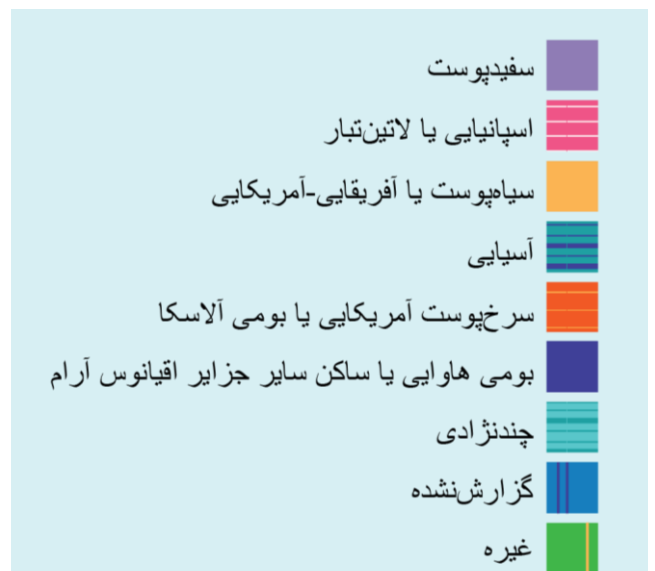 سفیدپوست
اسپانیایی یا لاتین‌تبار
سیاه‌پوست یا آفریقایی-آمریکایی
آسیایی
سرخ‌پوست آمریکایی یا بومی آلاسکا
بومی هاوایی یا ساکن سایر جزایر اقیانوس آرام
چندنژادی
گزارش‌نشده
غیره